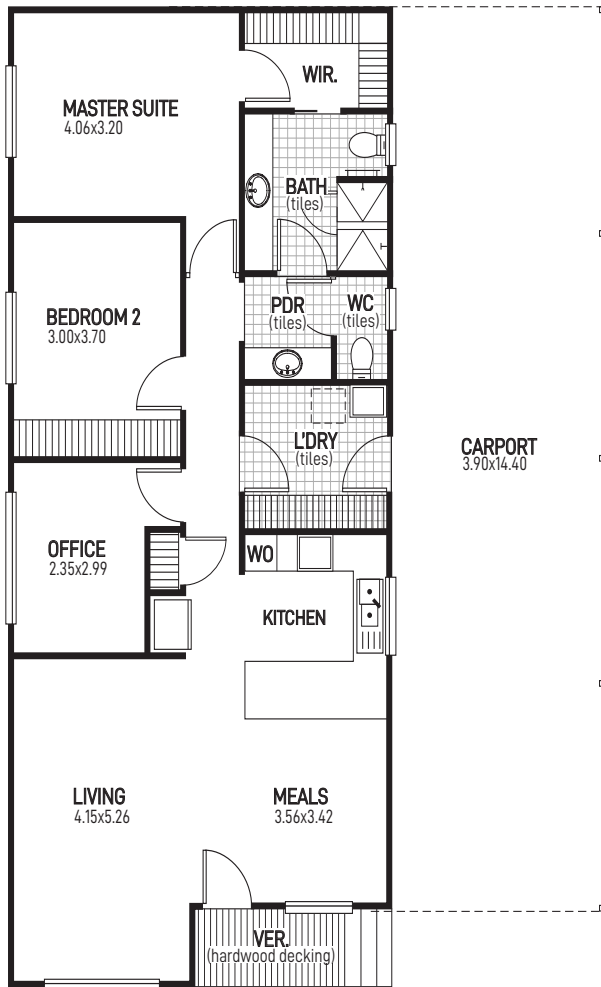 WIR.
MASTER SUITE
4.06x3.20
BATH
(tiles)
BEDROOM 2
3.00x3.70
PDR
(tiles)
WC
(tiles)
L'DRY
(tiles)
CARPORT
3.90x14.40
OFFICE
2.35x2.99
WO
KITCHEN
LIVING
4.15x5.26
MEALS
3.56x3.42
VER.
(hardwood decking)